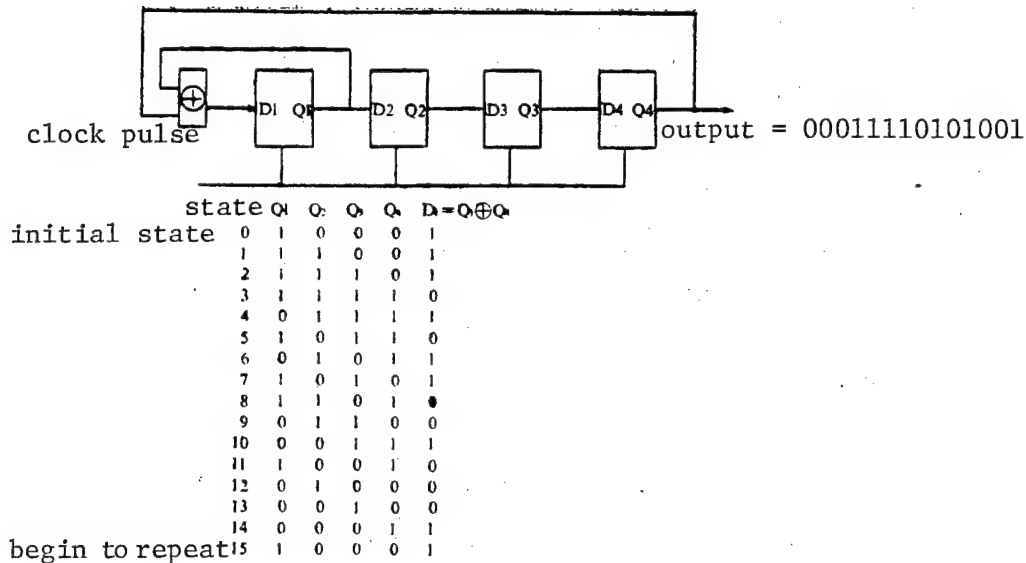 D1 Q1 D2 Q2 D3 Q3 D4 Q4
clock pulse output = 00011110101001
state Q1 Q2 Q3 Q4 D1=Q1⊕Q4
initial state 0 1 0 0 0 1
1 1 1 0 0 1
2 1 1 1 0 1
3 1 1 1 1 0
4 0 1 1 1 1
5 1 0 1 1 0
6 0 1 0 1 1
7 1 0 1 0 1
8 1 1 0 1
9 0 1 1 0 0
10 0 0 1 1 1
11 1 0 0 1 0
12 0 1 0 0 0
13 0 0 1 0 0
14 0 0 0 1 1
begin to repeat 15 1 0 0 0 1